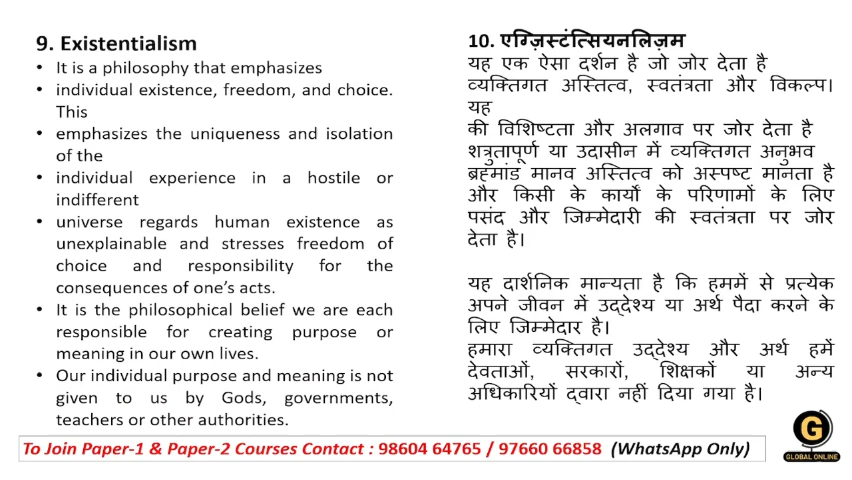 9. Existentialism
• It is a philosophy that emphasizes
• individual existence, freedom, and choice.
This
• emphasizes the uniqueness and isolation
of the
• individual experience in a hostile or
indifferent
• universe regards human existence as
unexplainable and stresses freedom of
choice and responsibility for the
consequences of one's acts.
• It is the philosophical belief we are each
responsible for creating purpose or
meaning in our own lives.
• Our individual purpose and meaning is not
given to us by Gods, governments,
teachers or other authorities.
10. एग्ज़िस्टंत्सियनलिज़म
यह एक ऐसा दर्शन है जो जोर देता है
व्यक्तिगत अस्तित्व, स्वतंत्रता और विकल्प।
यह
की विशिष्टता और अलगाव पर जोर देता है
शत्रुतापूर्ण या उदासीन में व्यक्तिगत अनुभव
ब्रह्मांड मानव अस्तित्व को अस्पष्ट मानता है
और किसी के कार्यों के परिणामों के लिए
पसंद और जिम्मेदारी की स्वतंत्रता पर जोर
देता है।
यह दार्शनिक मान्यता है कि हममें से प्रत्येक
अपने जीवन में उद्देश्य या अर्थ पैदा करने के
लिए जिम्मेदार है।
हमारा व्यक्तिगत उद्देश्य और अर्थ हमें
देवताओं, सरकारों, शिक्षकों या अन्य
अधिकारियों द्वारा नहीं दिया गया है।
To Join Paper-1 & Paper-2 Courses Contact : 98604 64765 / 97660 66858 (WhatsApp Only)
G
GLOBAL ONLINE